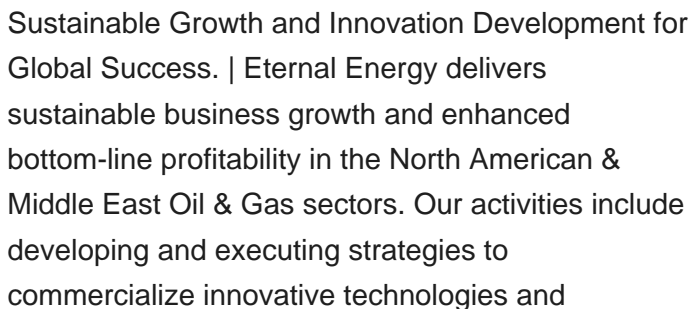 Sustainable Growth and Innovation Development for
Global Success. | Eternal Energy delivers
sustainable business growth and enhanced
bottom-line profitability in the North American &
Middle East Oil & Gas sectors. Our activities include
developing and executing strategies to
commercialize innovative technologies and